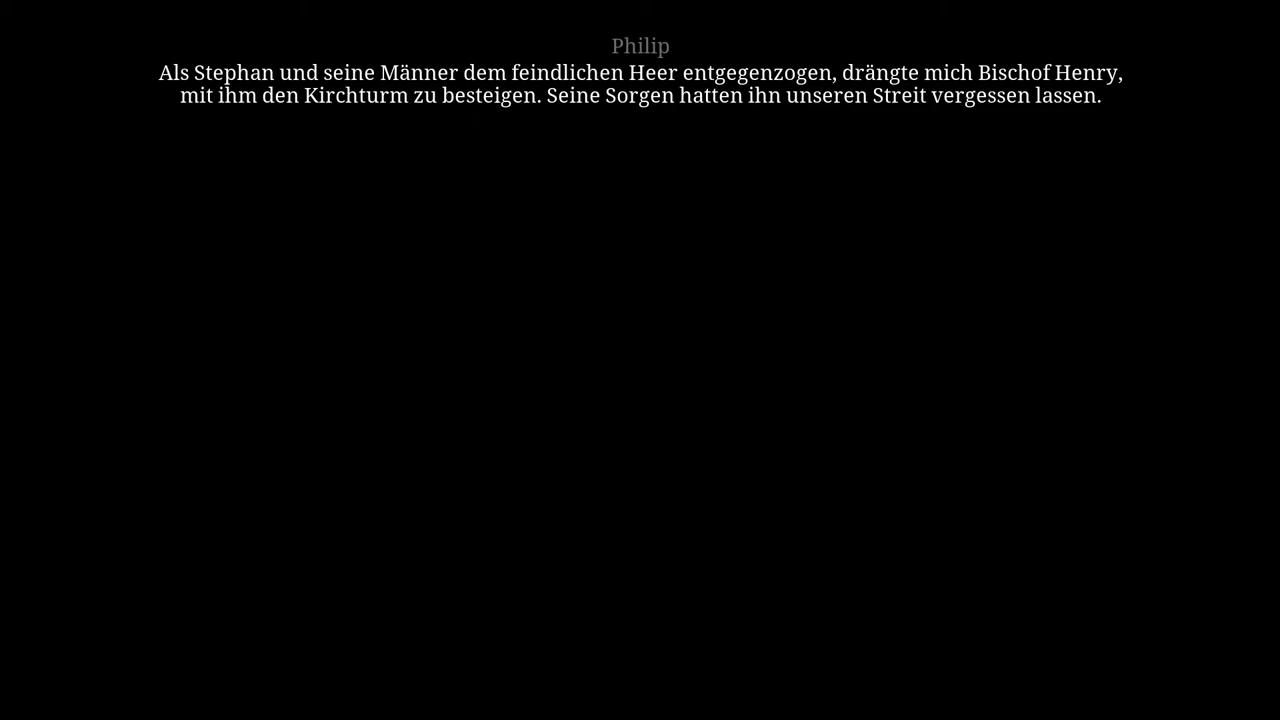 Philip
Als Stephan und seine Männer dem feindlichen Heer entgegenzogen, drängte mich Bischof Henry,
mit ihm den Kirchturm zu besteigen. Seine Sorgen hatten ihn unseren Streit vergessen lassen.